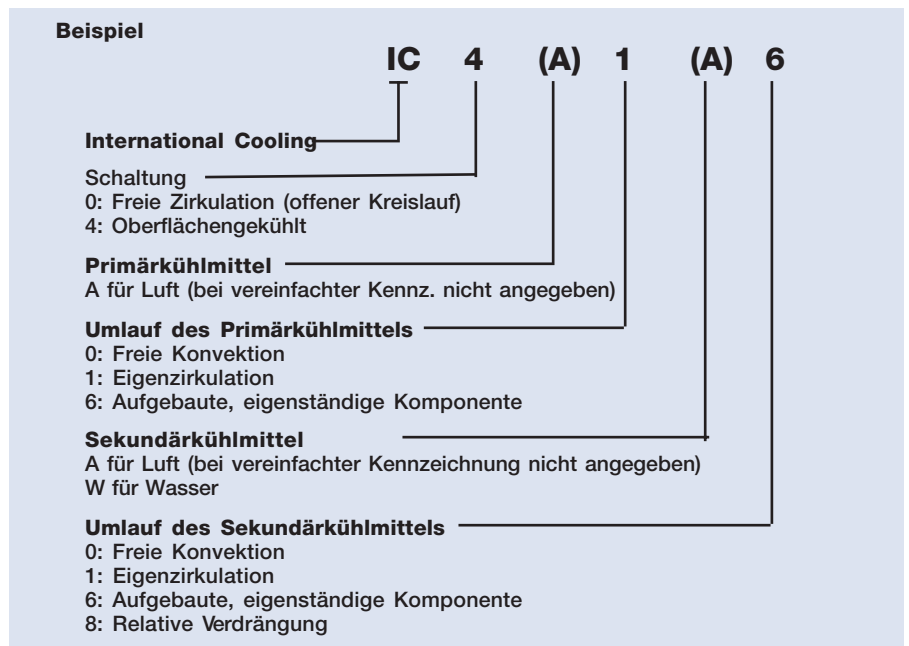 Beispiel
IC 4 (A) 1 (A) 6
International Cooling
Schaltung
0: Freie Zirkulation (offener Kreislauf)
4: Oberflächengekühlt
Primärkühlmittel
A für Luft (bei vereinfachter Kennz. nicht angegeben)
Umlauf des Primärkühlmittels
0: Freie Konvektion
1: Eigenzirkulation
6: Aufgebaute, eigenständige Komponente
Sekundärkühlmittel
A für Luft (bei vereinfachter Kennzeichnung nicht angegeben)
W für Wasser
Umlauf des Sekundärkühlmittels
0: Freie Konvektion
1: Eigenzirkulation
6: Aufgebaute, eigenständige Komponente
8: Relative Verdrängung